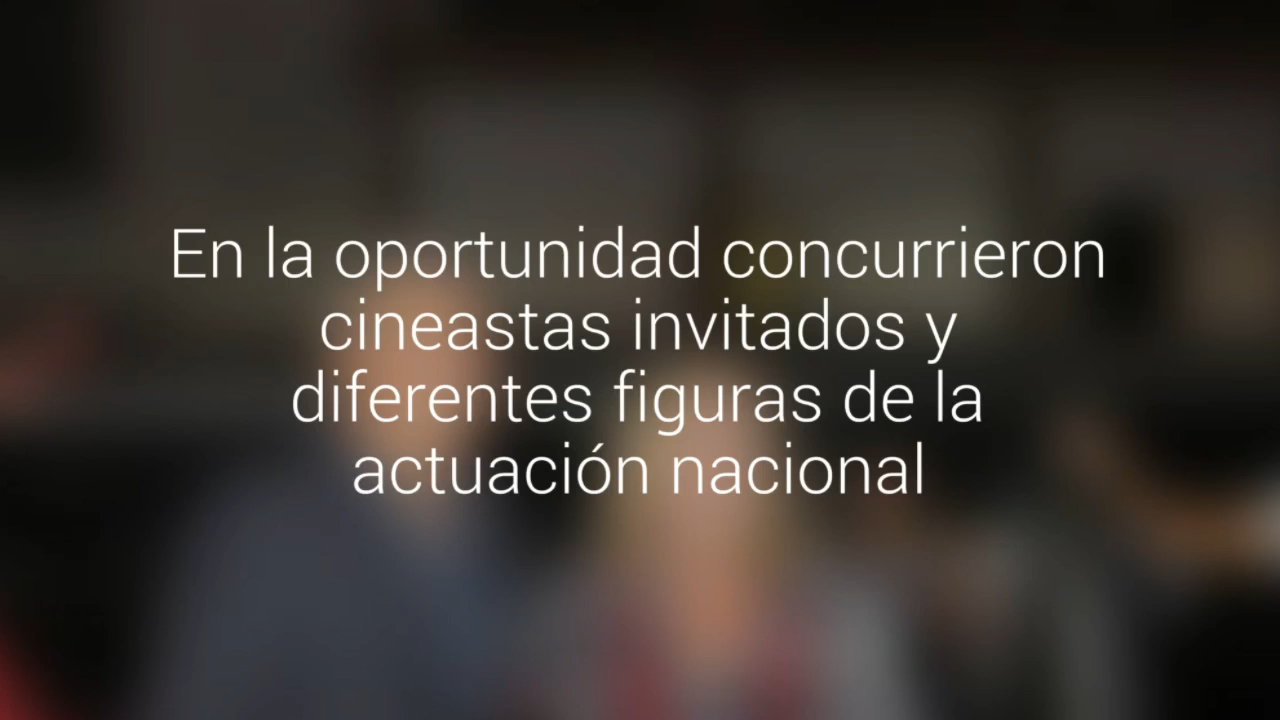 En la oportunidad concurrieron
cineastas invitados y
diferentes figuras de la
actuación nacional